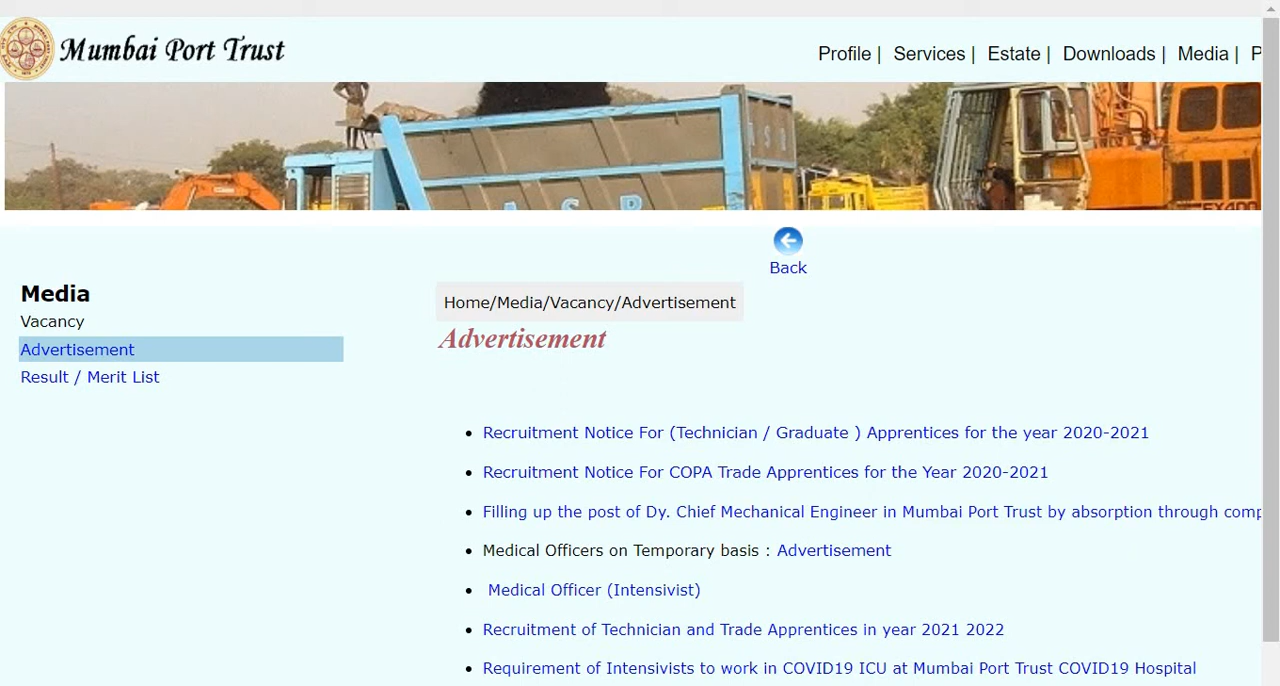 Mumbai Port Trust
Profile | Services | Estate | Downloads | Media | P
A S R
ASR
EX400
Back
Media
Vacancy
Advertisement
Result / Merit List
Home/Media/Vacancy/Advertisement
Advertisement
Recruitment Notice For (Technician / Graduate ) Apprentices for the year 2020-2021
Recruitment Notice For COPA Trade Apprentices for the Year 2020-2021
Filling up the post of Dy. Chief Mechanical Engineer in Mumbai Port Trust by absorption through comp
Medical Officers on Temporary basis : Advertisement
Medical Officer (Intensivist)
Recruitment of Technician and Trade Apprentices in year 2021 2022
Requirement of Intensivists to work in COVID19 ICU at Mumbai Port Trust COVID19 Hospital